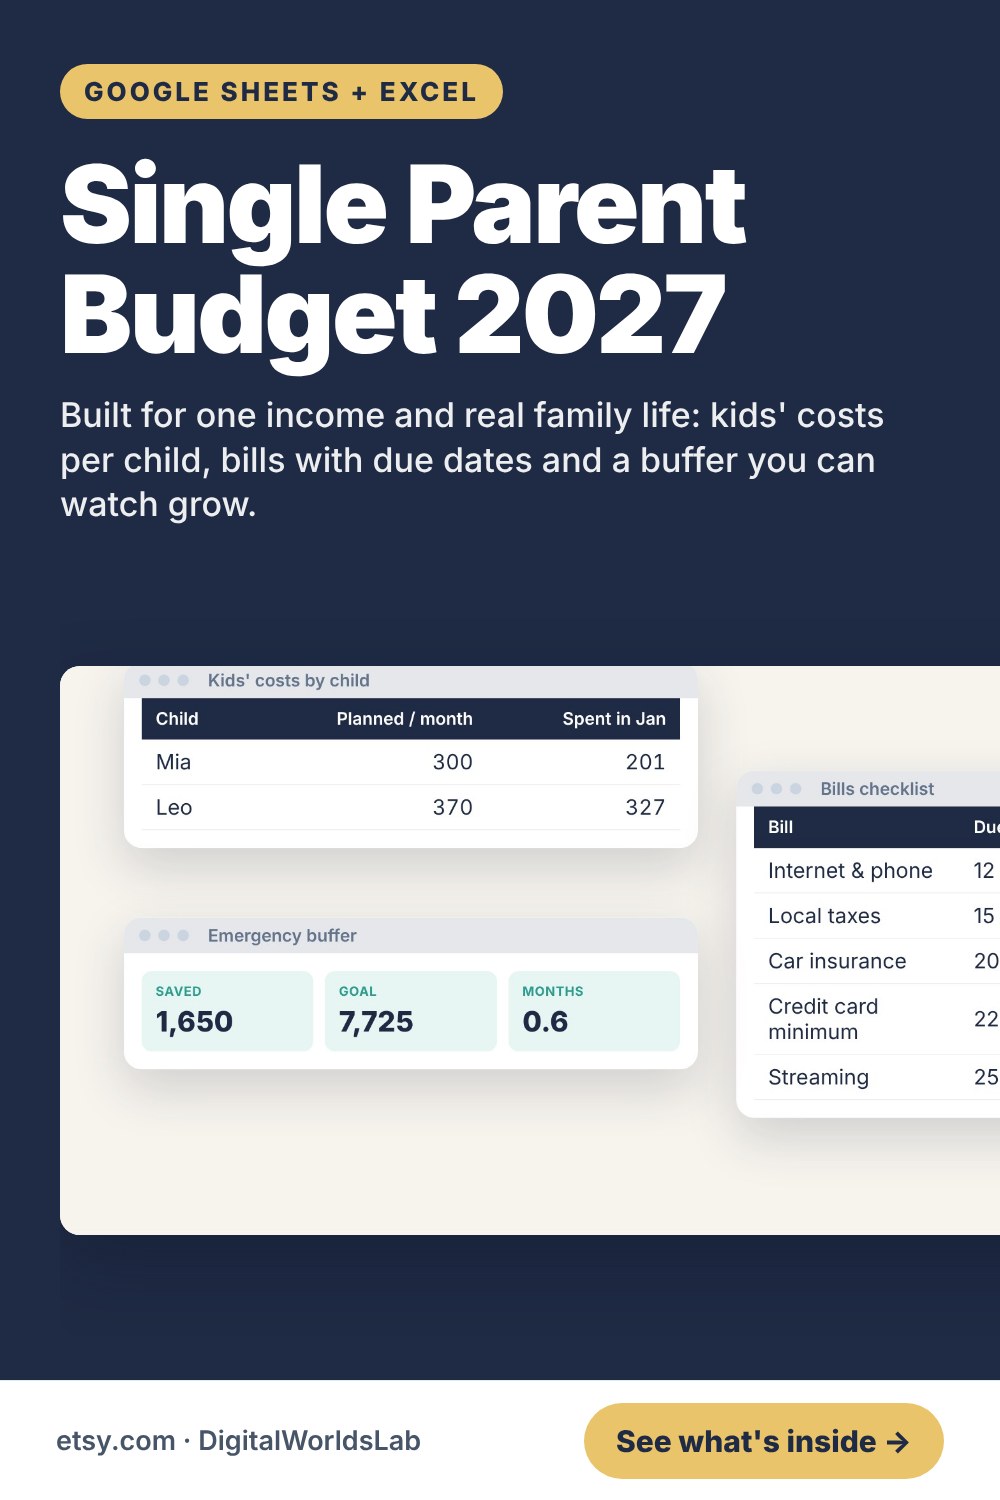 GOOGLE SHEETS + EXCEL
Single Parent
Budget 2027
Built for one income and real family life: kids' costs
per child, bills with due dates and a buffer you can
watch grow.
Kids' costs by child
Child Planned / month Spent in Jan
Mia 300 201
Leo 370 327
Emergency buffer
SAVED GOAL MONTHS
1,650 7,725 0.6
Bills checklist
Bill Due
Internet & phone 12
Local taxes 15
Car insurance 20
Credit card
minimum 22
Streaming 25
etsy.com · DigitalWorldsLab
See what's inside →